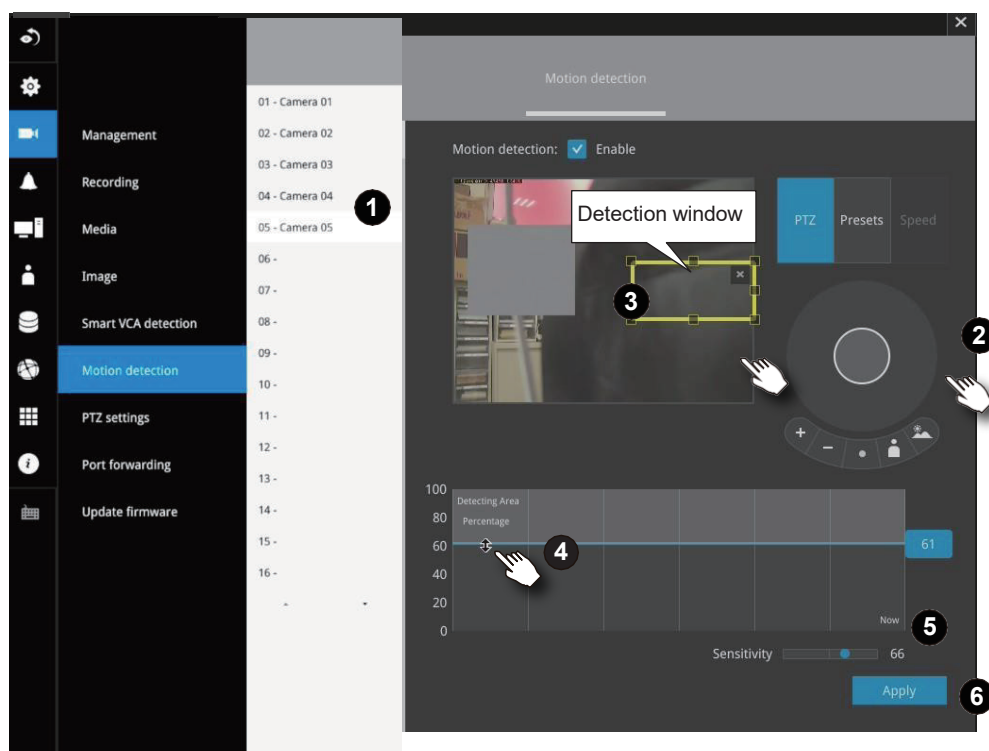 Management
Recording
Media
Image
Smart VCA detection
Motion detection
PTZ settings
Port forwarding
Update firmware
01 - Camera 01
02 - Camera 02
03 - Camera 03
04 - Camera 04
05 - Camera 05
06 -
07 -
08 -
09 -
10 -
11 -
12 -
13 -
14 -
15 -
16 -
1
Motion detection
Motion detection: Enable
Detection window
3
PTZ Presets Speed
2
100
80
60
40
20
0
Detecting Area
Percentage
4
61
Now
5
Sensitivity 66
Apply
6